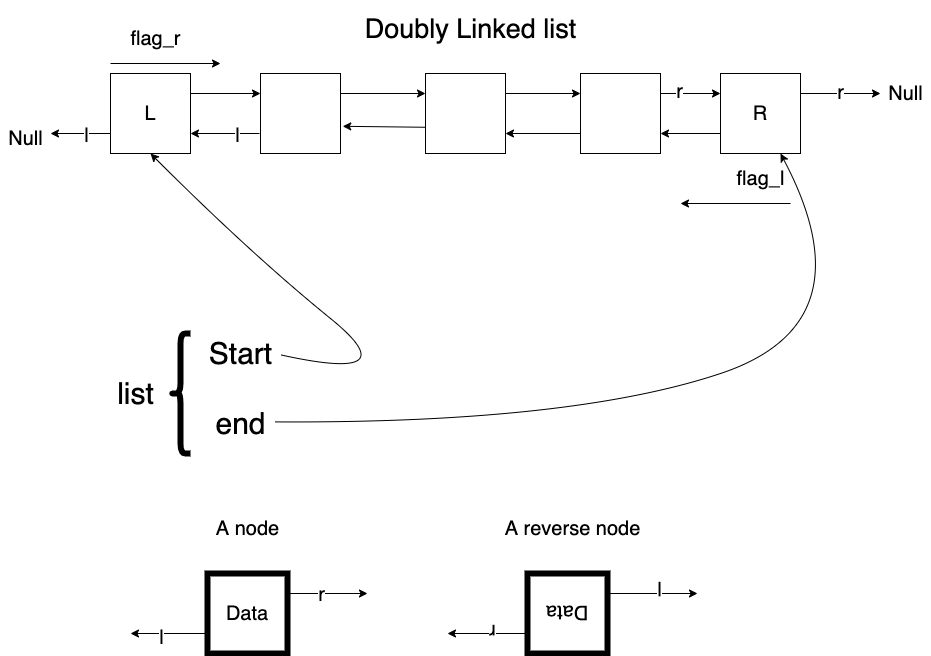 Doubly Linked list
flag_r
r
r
Null
L
R
Null
l
l
flag_l
Start
list
end
A node
A reverse node
r
l
Data
Data
l
r